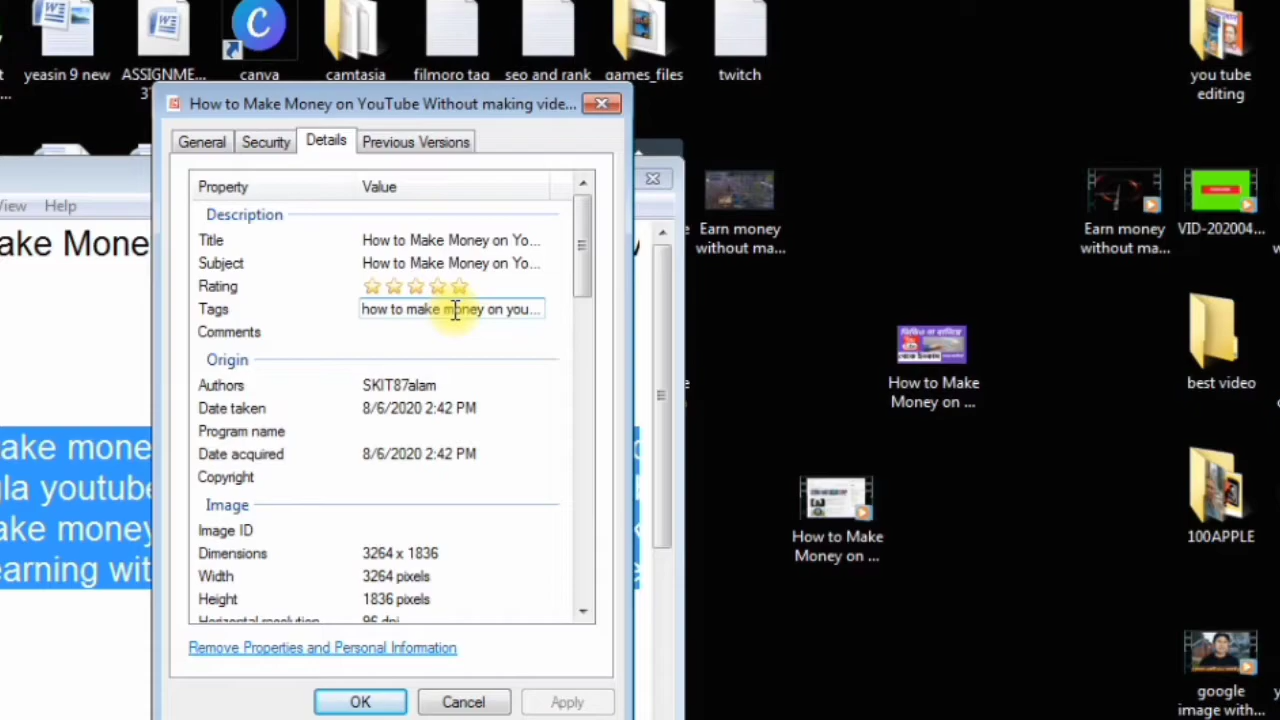 yeasin 9 new
ASSIGNME...
canva
camtasia
filmoro tag
seo and rank
games_files
twitch
you tube
editing
How to Make Money on YouTube Without making vide...
General
Security
Details
Previous Versions
View Help
Property Value
Description
Title How to Make Money on Yo...
Subject How to Make Money on Yo...
Rating
Tags how to make money on you...
Comments
Origin
Authors SKIT87alam
Date taken 8/6/2020 2:42 PM
Program name
Date acquired 8/6/2020 2:42 PM
Copyright
Image
Image ID
Dimensions 3264 x 1836
Width 3264 pixels
Height 1836 pixels
Horizontal resolution 96 dpi
Remove Properties and Personal Information
OK
Cancel
Apply
ake Mone
ake mone
la youtube
ake money
earning wit
Earn money
without ma...
Earn money
without ma...
VID-202004...
How to Make
Money on ...
best video
How to Make
Money on ...
100APPLE
google
image with...